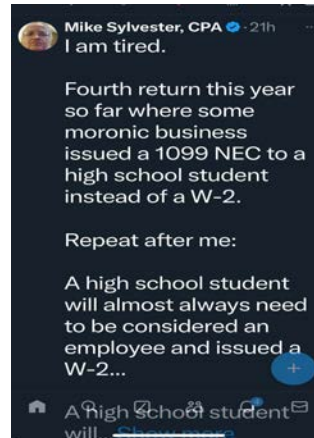 Mike Sylvester, CPA · 21h
I am tired.
Fourth return this year
so far where some
moronic business
issued a 1099 NEC to a
high school student
instead of a W-2.
Repeat after me:
A high school student
will almost always need
to be considered an
employee and issued a
W-2...
A high school student
will.. Show more